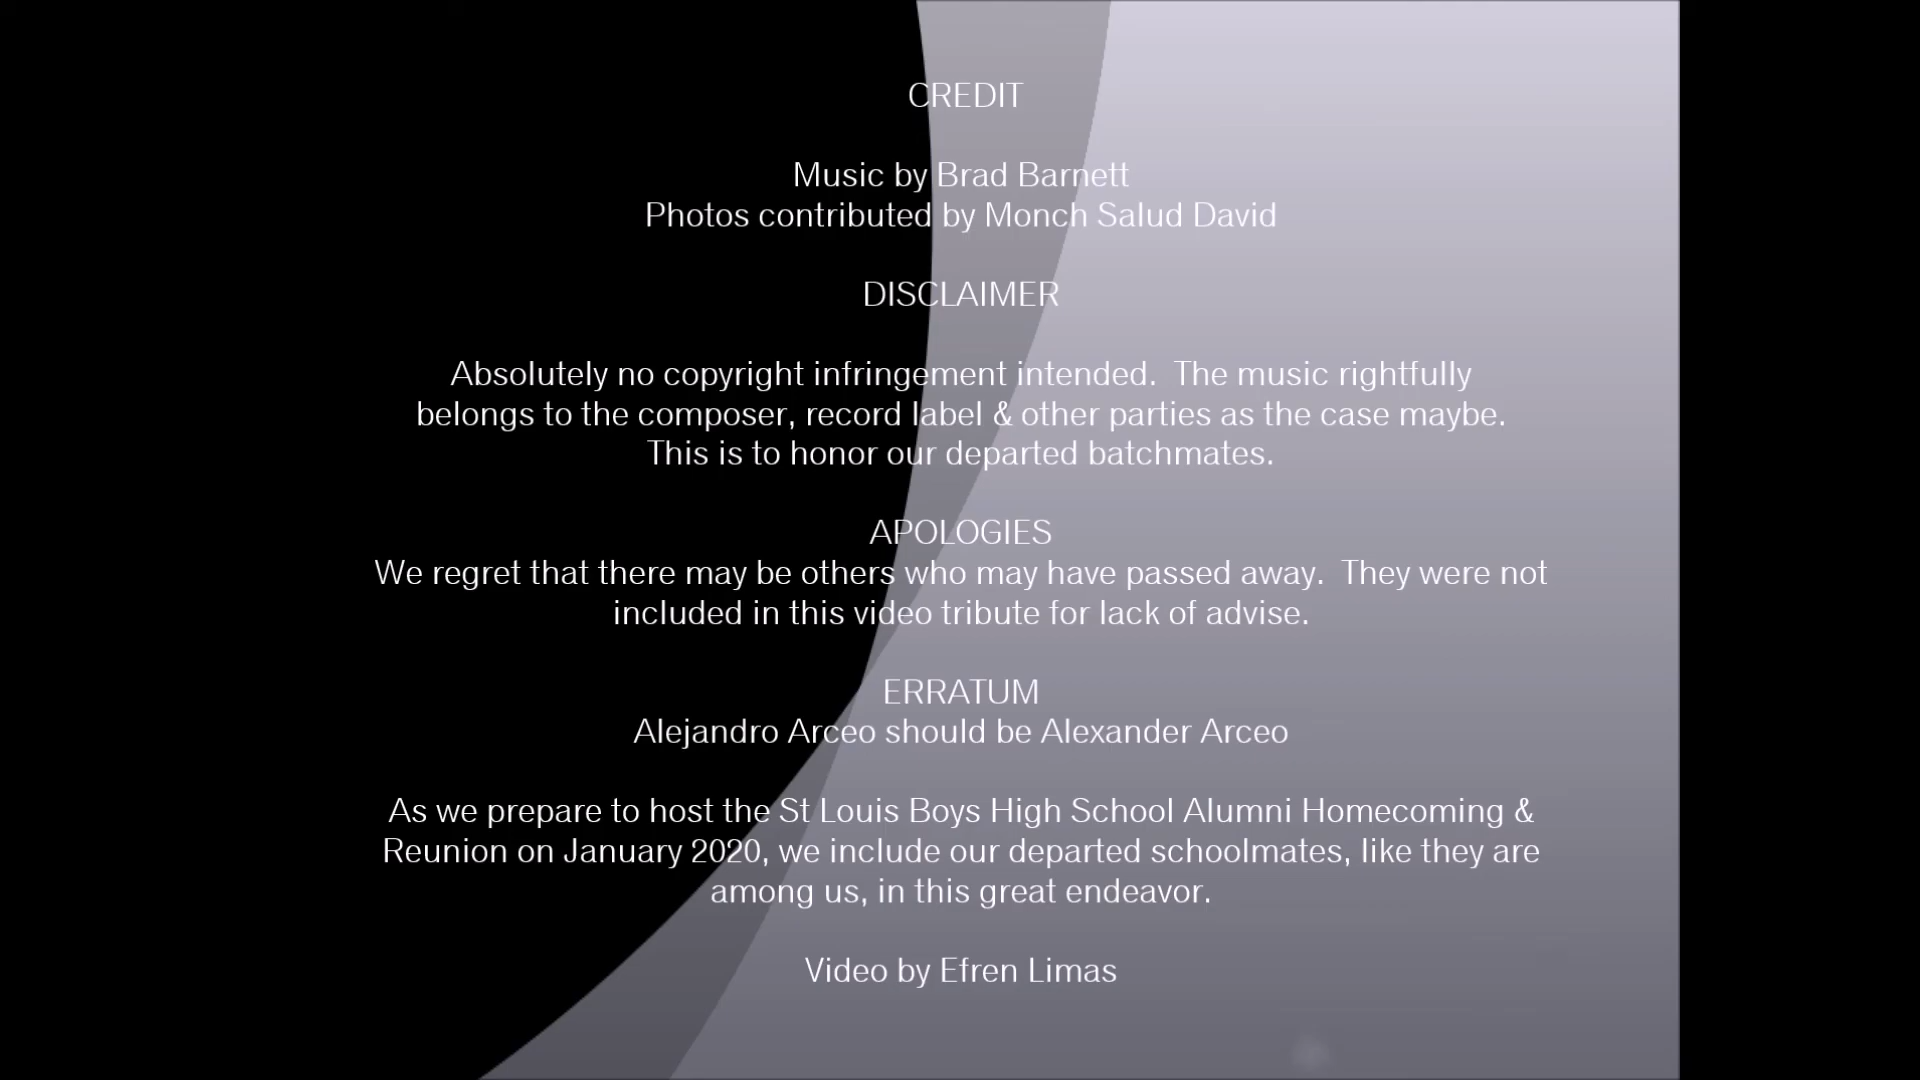 CREDIT
Music by Brad Barnett
Photos contributed by Monch Salud David
DISCLAIMER
Absolutely no copyright infringement intended.  The music rightfully
belongs to the composer, record label & other parties as the case maybe.
This is to honor our departed batchmates.
APOLOGIES
We regret that there may be others who may have passed away.  They were not
included in this video tribute for lack of advise.
ERRATUM
Alejandro Arceo should be Alexander Arceo
As we prepare to host the St Louis Boys High School Alumni Homecoming &
Reunion on January 2020, we include our departed schoolmates, like they are
among us, in this great endeavor.
Video by Efren Limas